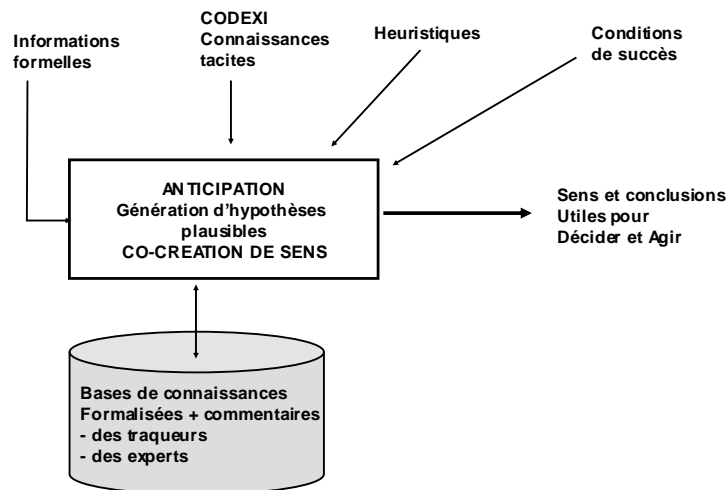 Informations
formelles
CODEXI
Connaissances
tacites
Heuristiques
Conditions
de succès
ANTICIPATION
Génération d'hypothèses
plausibles
CO-CREATION DE SENS
Sens et conclusions
Utiles pour
Décider et Agir
Bases de connaissances
Formalisées + commentaires
- des traqueurs
- des experts